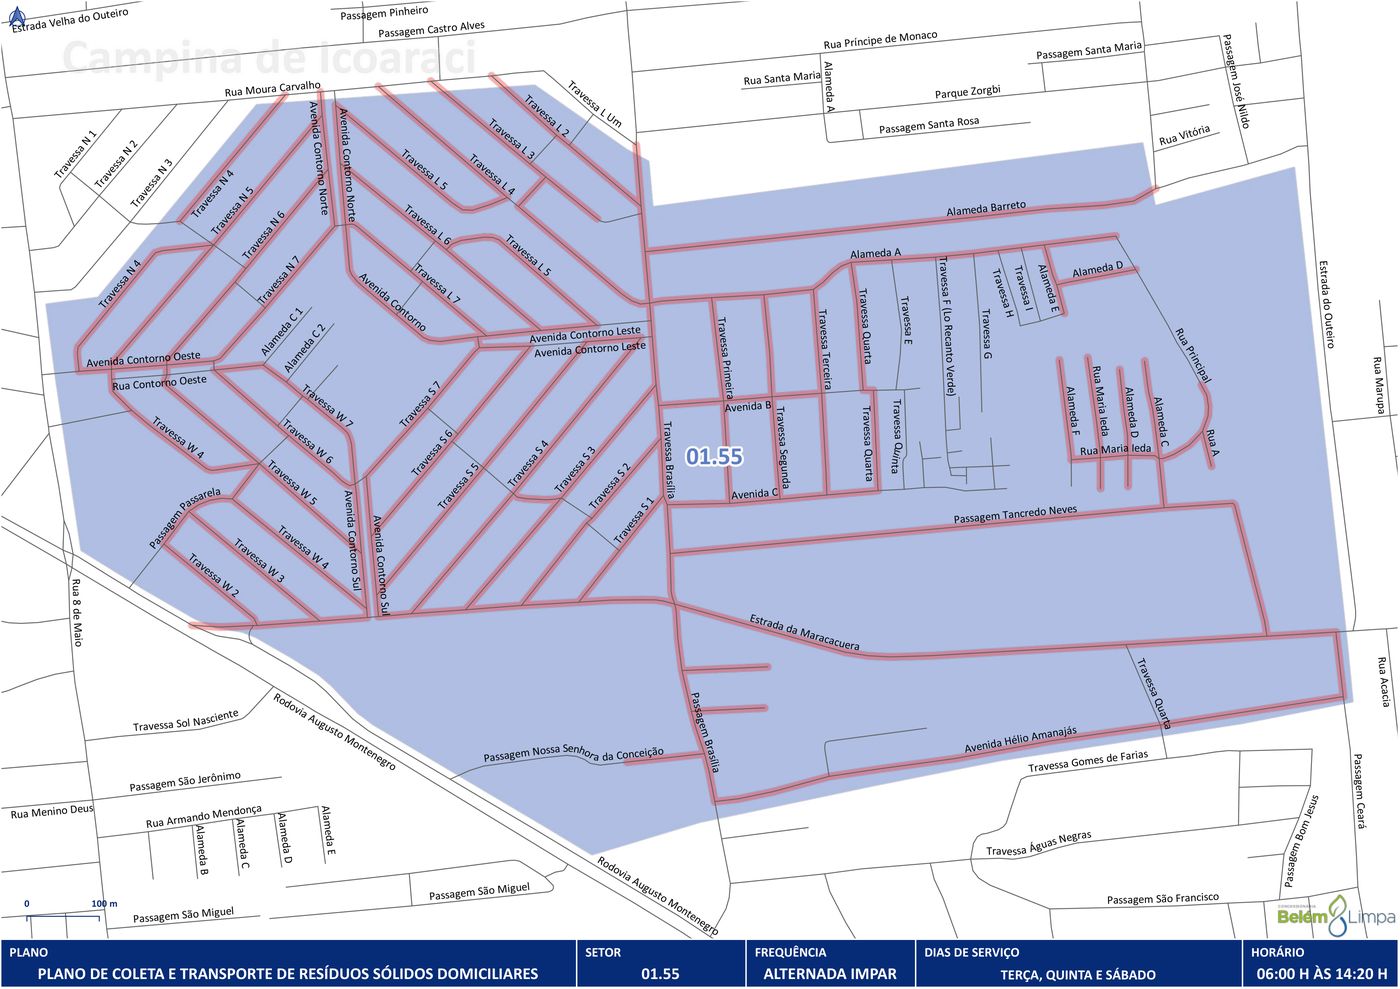 Estrada Velha do Outeiro
Passagem Pinheiro
Passagem Castro Alves
Campina de Icoaraci
Rua Príncipe de Monaco
Passagem Santa Maria
Passagem José Nildo
Rua Santa Maria
Alameda A
Parque Zorgbi
Passagem Santa Rosa
Rua Vitória
Rua Moura Carvalho
Travessa L Um
Travessa N 1
Travessa N 2
Travessa N 3
Travessa N 4
Travessa N 5
Travessa N 6
Travessa N 7
Travessa N 4
Avenida Contorno Norte
Avenida Contorno Norte
Travessa L 2
Travessa L 3
Travessa L 4
Travessa L 5
Travessa L 6
Travessa L 5
Travessa L 7
Avenida Contorno
Alameda Barreto
Alameda A
Alameda D
Alameda E
Travessa I
Travessa H
Travessa G
Travessa F (Lo Recanto Verde)
Travessa E
Travessa Quarta
Travessa Terceira
Travessa Primeira
Estrada do Outeiro
Rua Principal
Rua Marupa
Alameda C 1
Alameda C 2
Avenida Contorno Oeste
Rua Contorno Oeste
Avenida Contorno Leste
Avenida Contorno Leste
Travessa W 7
Travessa W 6
Travessa W 5
Travessa W 4
Travessa S 7
Travessa S 6
Travessa S 5
Travessa S 4
Travessa S 3
Travessa S 2
Travessa S 1
Avenida B
Travessa Segunda
Travessa Quarta
Travessa Quinta
Travessa Brasília
01.55
Avenida C
Alameda F
Rua Maria Ieda
Alameda D
Alameda C
Rua Maria Ieda
Rua A
Passagem Passarela
Travessa W 4
Travessa W 3
Travessa W 2
Avenida Contorno Sul
Avenida Contorno Sul
Passagem Tancredo Neves
Rua 8 de Maio
Estrada da Maracacuera
Travessa Quarta
Rua Acacia
Passagem Brasília
Avenida Hélio Amanajás
Passagem Nossa Senhora da Conceição
Travessa Sol Nasciente
Rodovia Augusto Montenegro
Passagem São Jerônimo
Rua Menino Deus
Rua Armando Mendonça
Alameda B
Alameda C
Alameda D
Alameda E
Travessa Gomes de Farias
Passagem Ceará
Passagem Bom Jesus
Travessa Águas Negras
Rodovia Augusto Montenegro
Passagem São Miguel
Passagem São Miguel
Passagem São Francisco
0 100 m
CONCESSIONÁRIA
Belém Limpa
PLANO
PLANO DE COLETA E TRANSPORTE DE RESÍDUOS SÓLIDOS DOMICILIARES
SETOR
01.55
FREQUÊNCIA
ALTERNADA IMPAR
DIAS DE SERVIÇO
TERÇA, QUINTA E SÁBADO
HORÁRIO
06:00 H ÀS 14:20 H